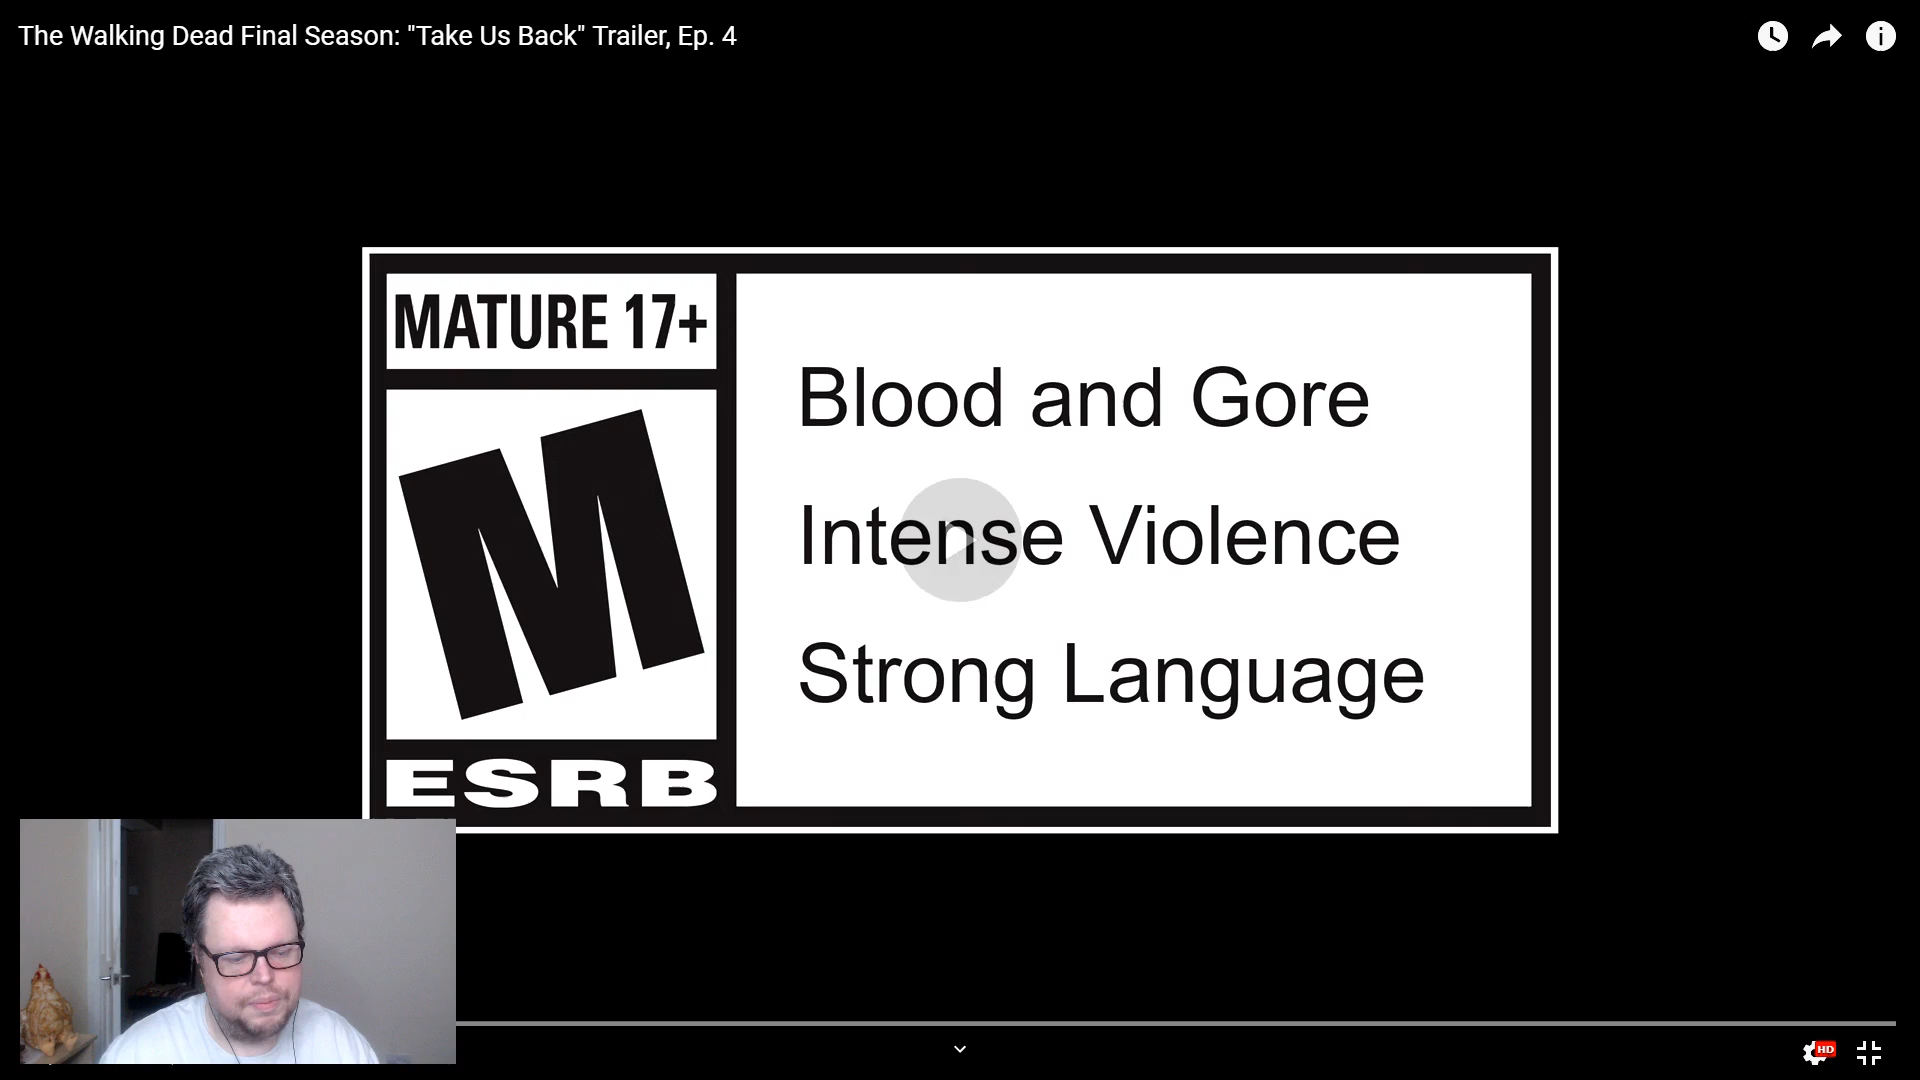 The Walking Dead Final Season: "Take Us Back" Trailer, Ep. 4
MATURE 17+
M
ESRB
Blood and Gore
Intense Violence
Strong Language
HD